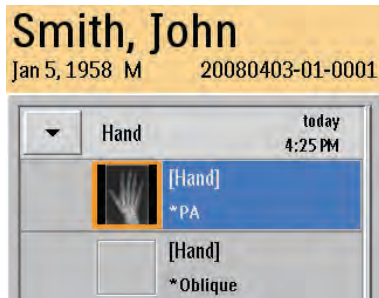 Smith, John
Jan 5, 1958 M 20080403-01-0001
Hand today
4:25 PM
[Hand]
*PA
[Hand]
*Oblique